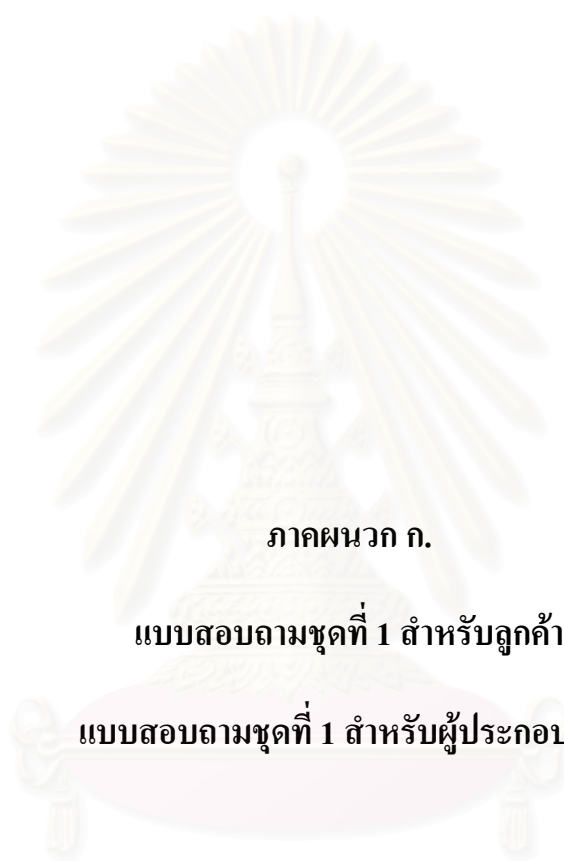 ภาคผนวก ก.
แบบสอบถามชุดที่ 1 สำหรับลูกค้า
แบบสอบถามชุดที่ 1 สำหรับผู้ประกอบ